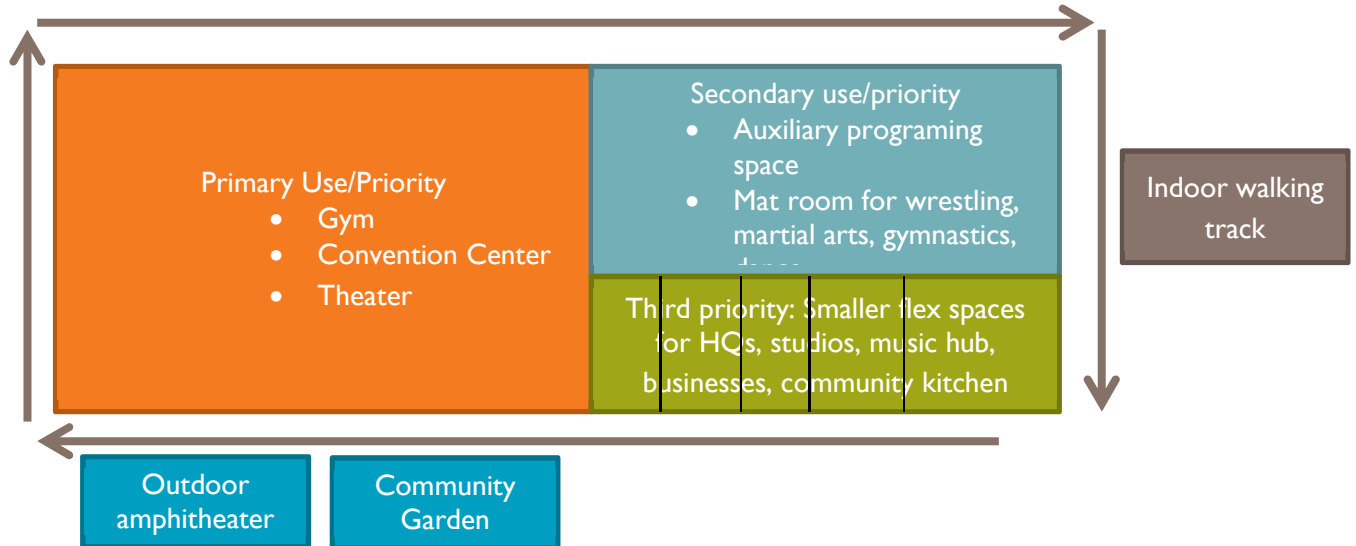 Primary Use/Priority
• Gym
• Convention Center
• Theater
Secondary use/priority
• Auxiliary programing
space
• Mat room for wrestling,
martial arts, gymnastics,
Third priority: Smaller flex spaces
for HQs, studios, music hub,
businesses, community kitchen
Indoor walking
track
Outdoor
amphitheater
Community
Garden